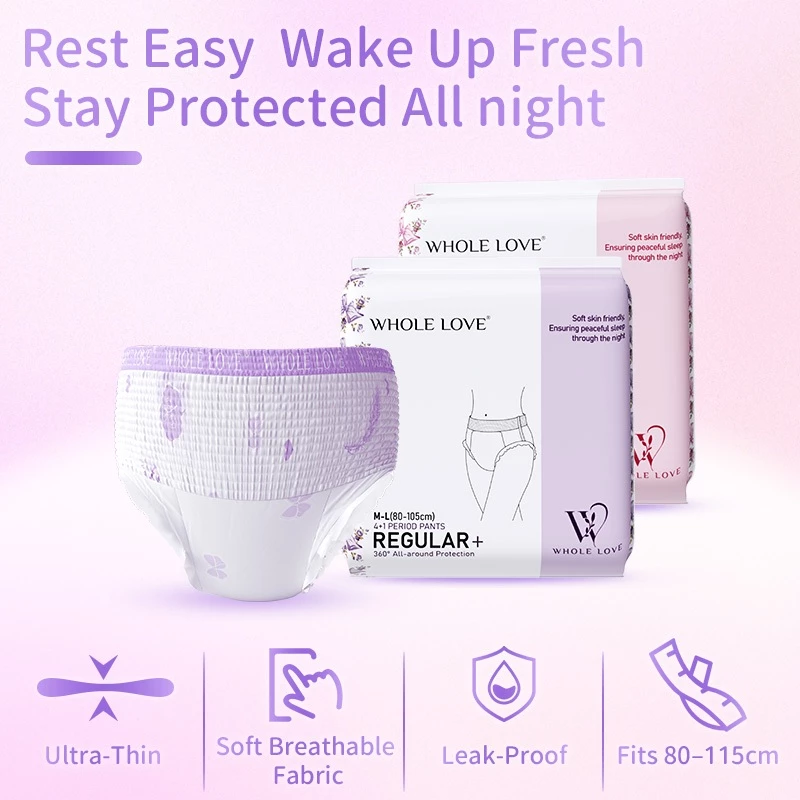 Rest Easy  Wake Up Fresh
Stay Protected All night
WHOLE LOVE®
Soft skin friendly.
Ensuring peaceful sleep
through the night
WHOLE LOVE®
Soft skin friendly.
Ensuring peaceful sleep
through the night
M-L(80-105cm)
4+1 PERIOD PANTS
REGULAR+
360° All-around Protection
W
WHOLE LOVE®
W
LE LOVE®
Ultra-Thin
Soft Breathable
Fabric
Leak-Proof
Fits 80–115cm